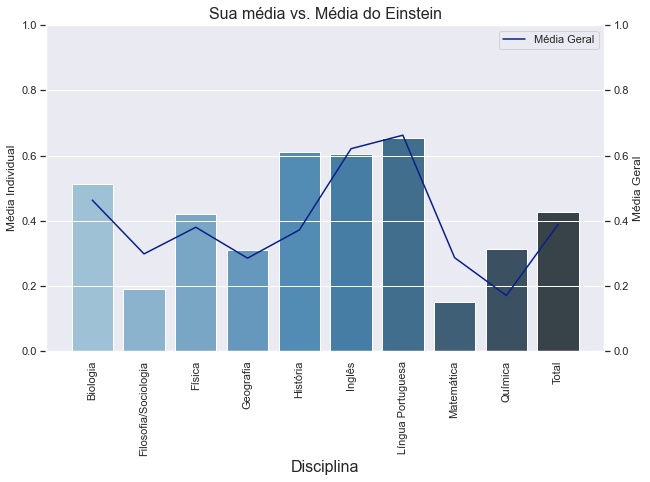 Sua média vs. Média do Einstein
Média Geral
1.0
0.8
0.6
0.4
0.2
0.0
Média Individual
1.0
0.8
0.6
0.4
0.2
0.0
Média Geral
Biologia
Filosofia/Sociologia
Física
Geografia
História
Inglês
Língua Portuguesa
Matemática
Química
Total
Disciplina